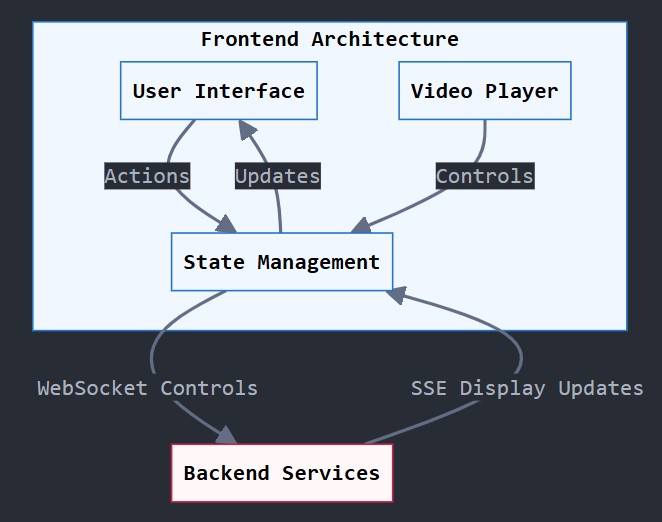 Frontend Architecture
User Interface
Video Player
Actions
Updates
Controls
State Management
WebSocket Controls
SSE Display Updates
Backend Services